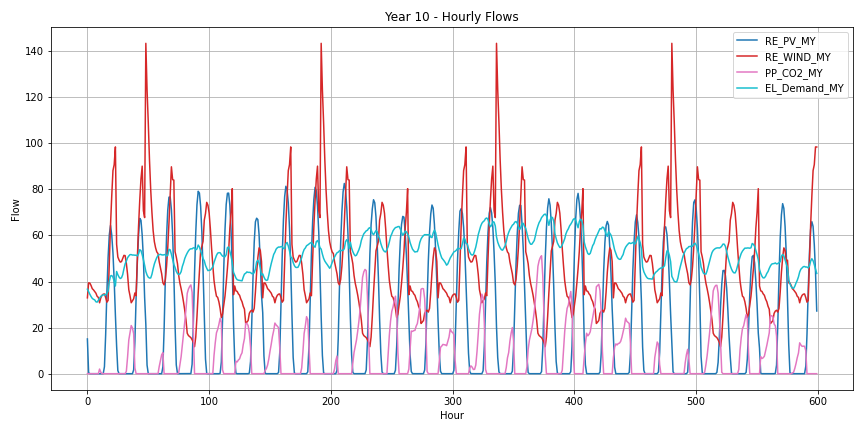 Year 10 - Hourly Flows
RE_PV_MY
RE_WIND_MY
PP_CO2_MY
EL_Demand_MY
Flow
140
120
100
80
60
40
20
0
0 100 200 300 400 500 600
Hour